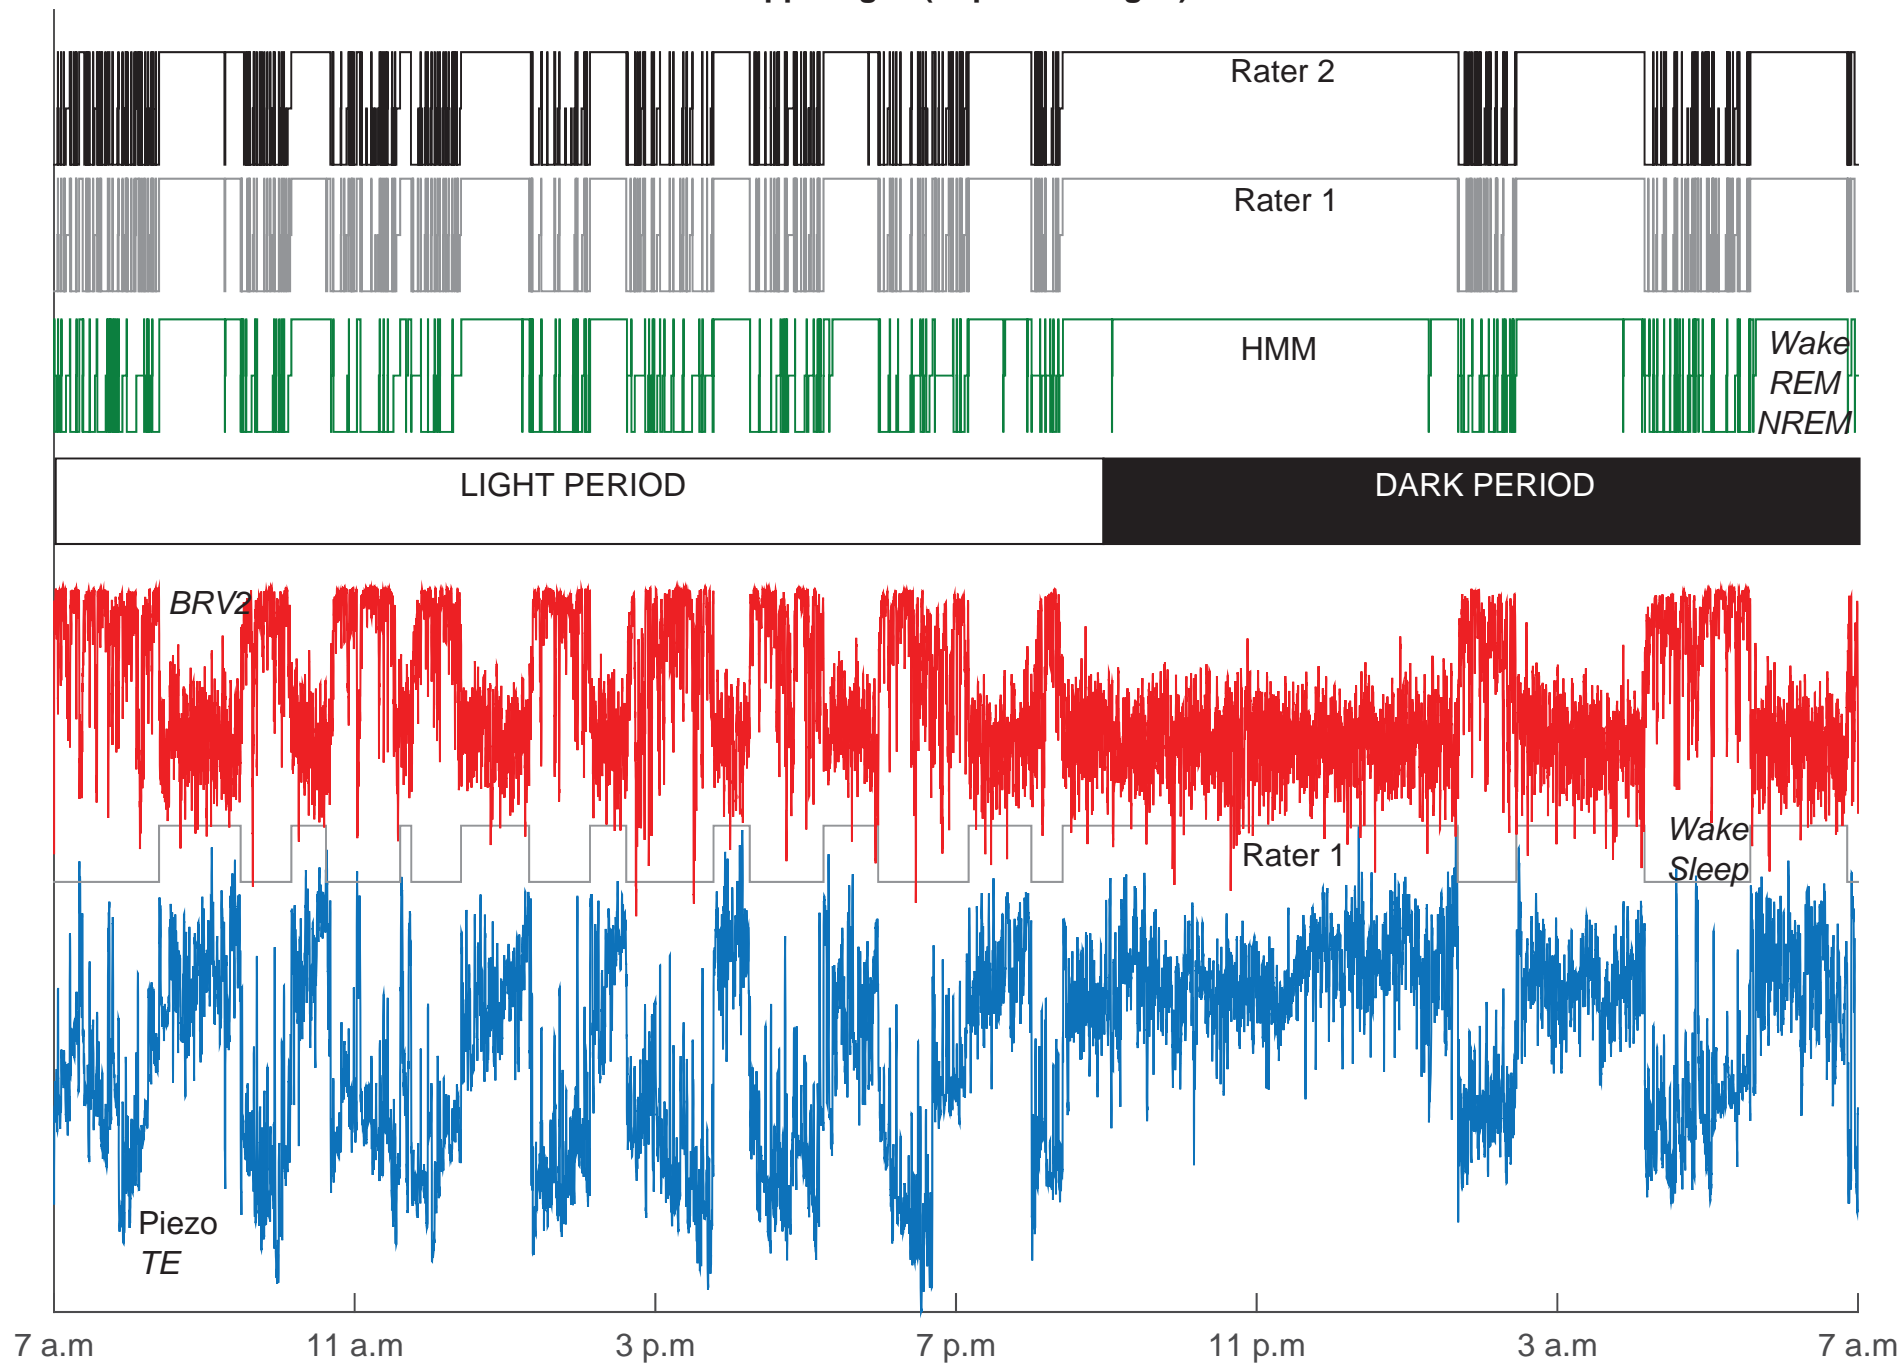 Rater 2
Rater 1
HMM
Wake
REM
NREM
LIGHT PERIOD
DARK PERIOD
BRV2
Wake
Rater 1
Sleep
Piezo
TE
7 a.m
11 a.m
3 p.m
7 p.m
11 p.m
3 a.m
7 a.m